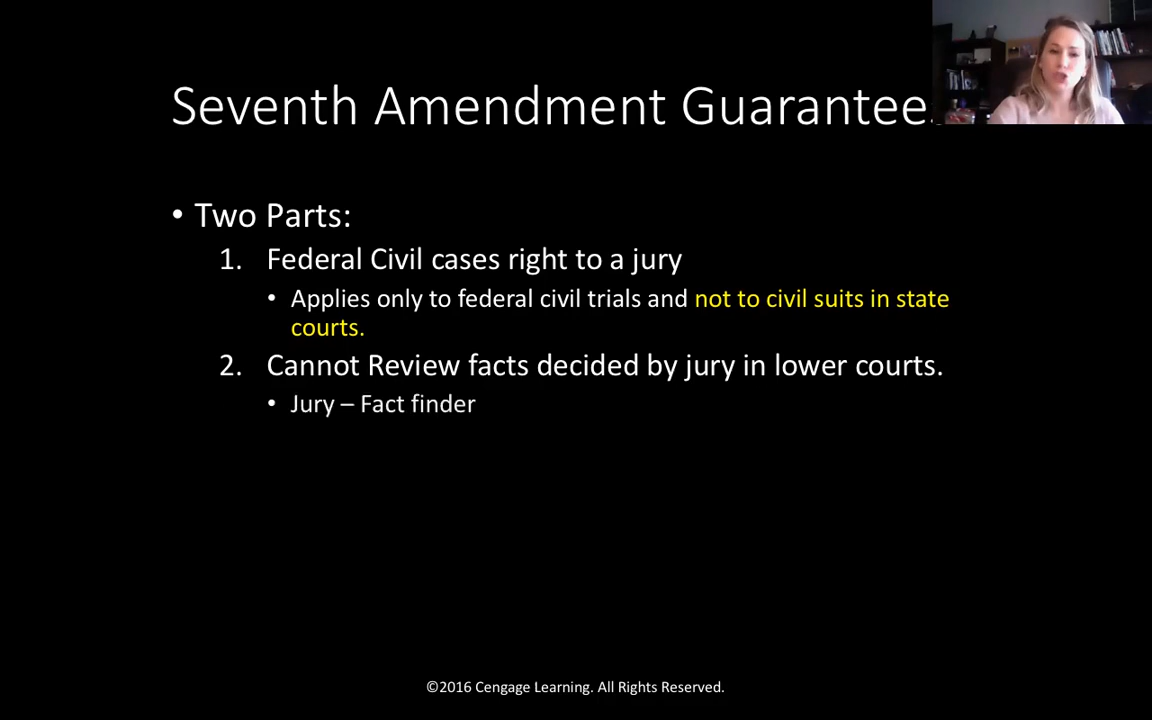 Seventh Amendment Guarantee
• Two Parts:
1. Federal Civil cases right to a jury
• Applies only to federal civil trials and not to civil suits in state
courts.
2. Cannot Review facts decided by jury in lower courts.
• Jury – Fact finder
©2016 Cengage Learning. All Rights Reserved.